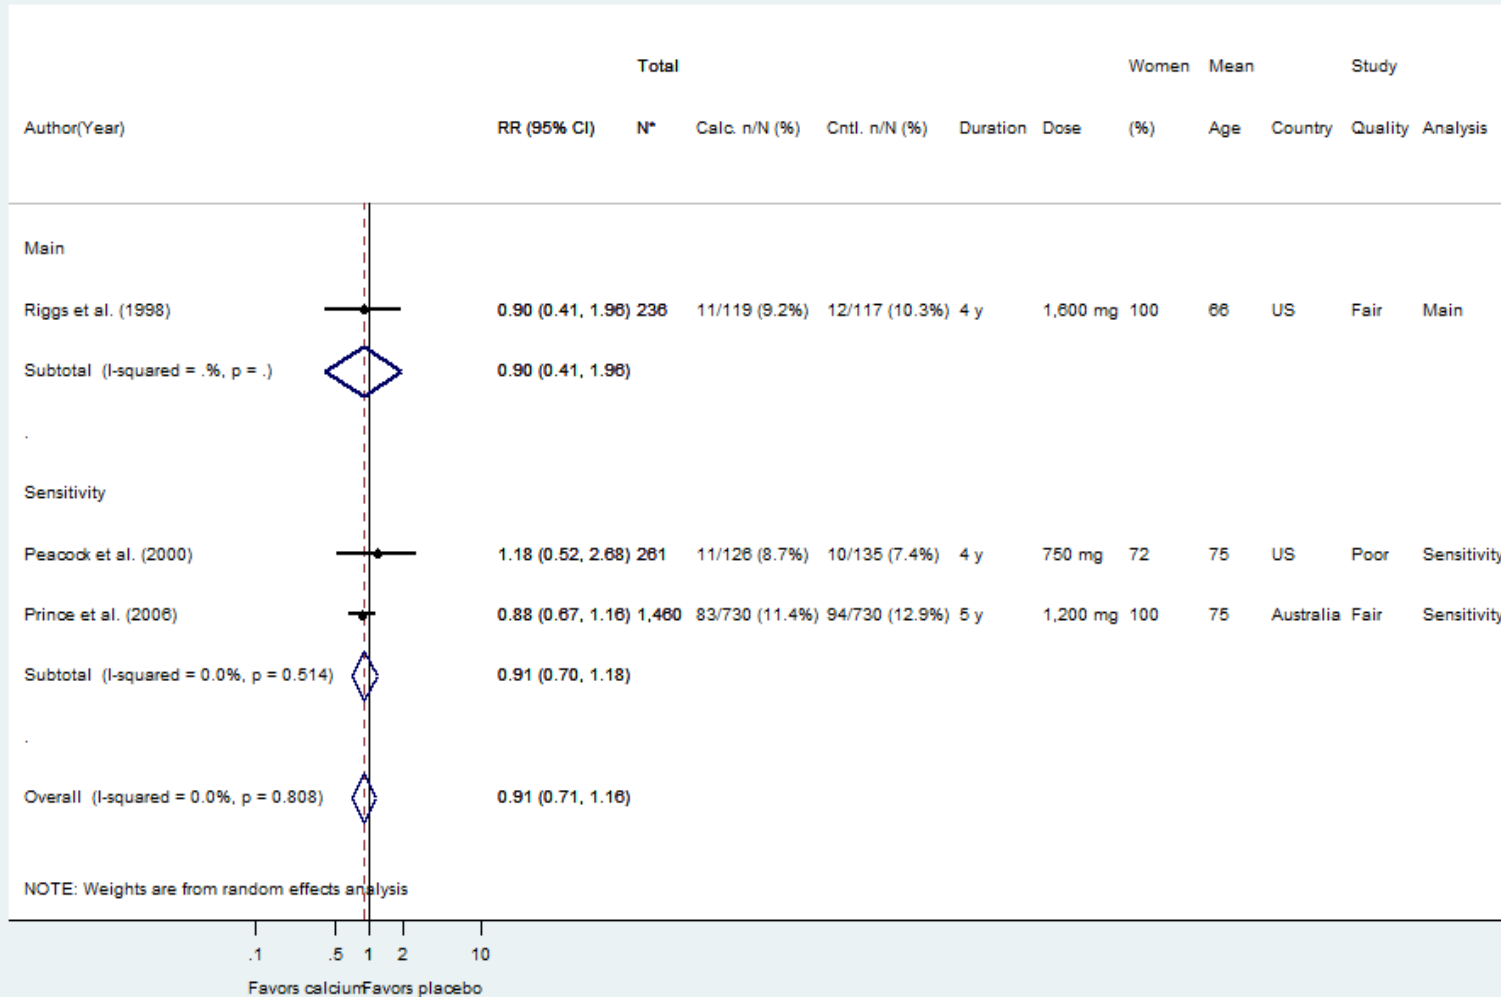 Total Women Mean Study
Author(Year) RR (95% CI) N* Calc. n/N (%) Cntl. n/N (%) Duration Dose (%) Age Country Quality Analysis
Main
Riggs et al. (1998) 0.90 (0.41, 1.96) 236 11/119 (9.2%) 12/117 (10.3%) 4 y 1,600 mg 100 66 US Fair Main
Subtotal (I-squared = .%, p = .) 0.90 (0.41, 1.96)
.
Sensitivity
Peacock et al. (2000) 1.18 (0.52, 2.68) 261 11/126 (8.7%) 10/135 (7.4%) 4 y 750 mg 72 75 US Poor Sensitivity
Prince et al. (2006) 0.88 (0.67, 1.16) 1,460 83/730 (11.4%) 94/730 (12.9%) 5 y 1,200 mg 100 75 Australia Fair Sensitivity
Subtotal (I-squared = 0.0%, p = 0.514) 0.91 (0.70, 1.18)
.
Overall (I-squared = 0.0%, p = 0.808) 0.91 (0.71, 1.16)
NOTE: Weights are from random effects analysis
.1 .5 1 2 10
Favors calcium Favors placebo